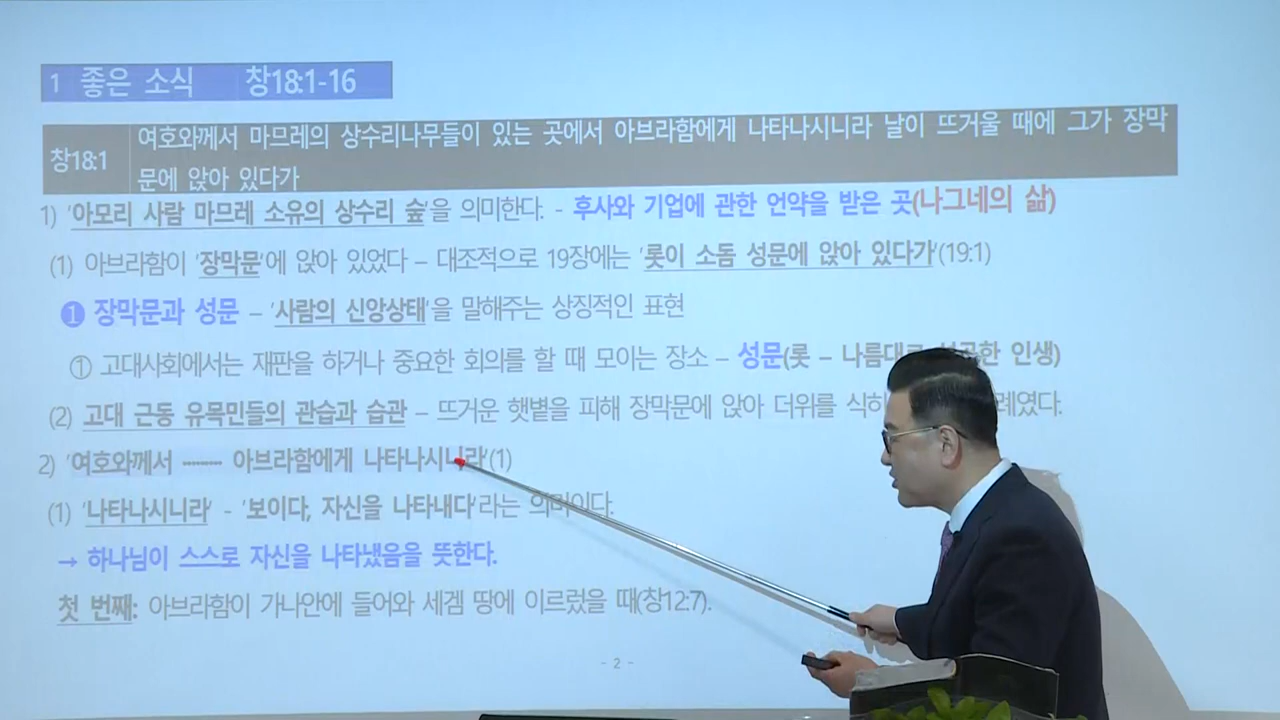 1 좋은 소식 창18:1-16
창18:1
여호와께서 마므레의 상수리나무들이 있는 곳에서 아브라함에게 나타나시니라 날이 뜨거울 때에 그가 장막
문에 앉아 있다가
1) '아모리 사람 마므레 소유의 상수리 숲'을 의미한다. - 후사와 기업에 관한 언약을 받은 곳(나그네의 삶)
(1) 아브라함이 '장막문'에 앉아 있었다 – 대조적으로 19장에는 '롯이 소돔 성문에 앉아 있다가'(19:1)
❶ 장막문과 성문 – '사람의 신앙상태'을 말해주는 상징적인 표현
① 고대사회에서는 재판을 하거나 중요한 회의를 할 때 모이는 장소 – 성문(롯 – 나름대로 인생)
(2) 고대 근동 유목민들의 관습과 습관 – 뜨거운 햇볕을 피해 장막문에 앉아 더위를
2) '여호와께서 ········ 아브라함에게 나타나시니라'(1)
(1) '나타나시니라' - '보이다, 자신을 나타내다'라는 의미이다.
→ 하나님이 스스로 자신을 나타냈음을 뜻한다.
첫 번째: 아브라함이 가나안에 들어와 세겜 땅에 이르렀을 때(창12:7).
- 2 -